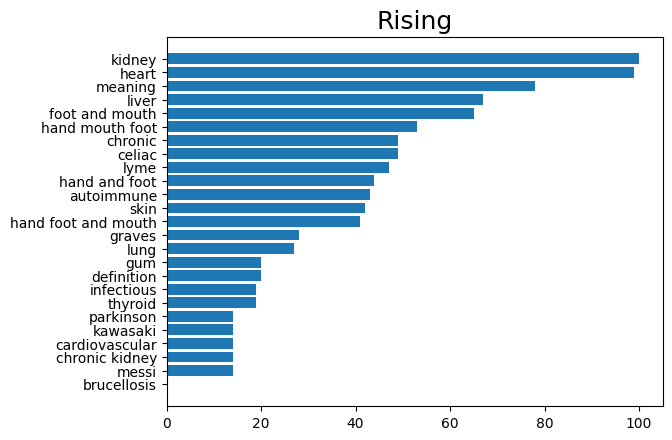 Rising
kidney
heart
meaning
liver
foot and mouth
hand mouth foot
chronic
celiac
lyme
hand and foot
autoimmune
skin
hand foot and mouth
graves
lung
gum
definition
infectious
thyroid
parkinson
kawasaki
cardiovascular
chronic kidney
messi
brucellosis
0 20 40 60 80 100